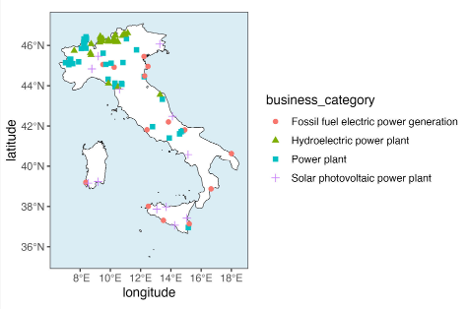 46°N
44°N
42°N
40°N
38°N
36°N
latitude
8°E 10°E 12°E 14°E 16°E 18°E
longitude
business_category
Fossil fuel electric power generation
Hydroelectric power plant
Power plant
Solar photovoltaic power plant